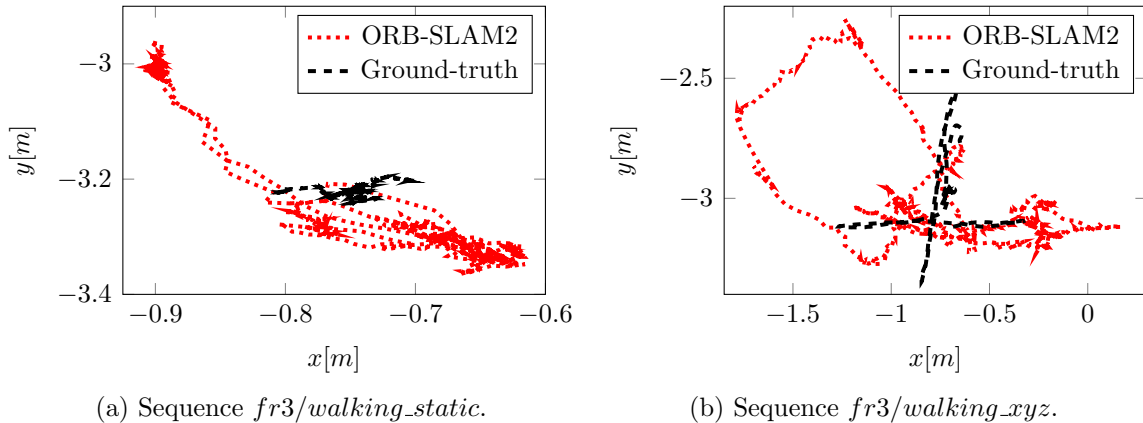 ORB-SLAM2
Ground-truth
−3
−3.2
−3.4
y[m]
−0.9
−0.8
−0.7
−0.6
x[m]
(a) Sequence fr3/walking_static.
ORB-SLAM2
Ground-truth
−2.5
−3
y[m]
−1.5
−1
−0.5
0
x[m]
(b) Sequence fr3/walking_xyz.